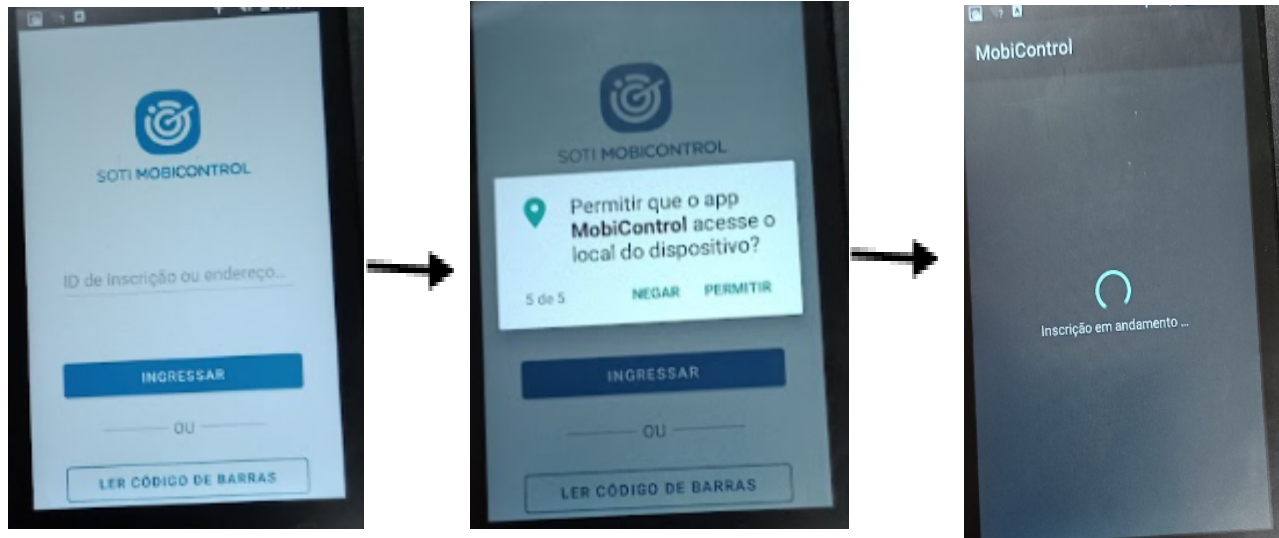 SOTI MOBICONTROL
ID de inscrição ou endereço...
INGRESSAR
OU
LER CÓDIGO DE BARRAS
SOTI MOBICONTROL
Permitir que o app
MobiControl acesse o
local do dispositivo?
5 de 5 NEGAR PERMITIR
INGRESSAR
OU
LER CÓDIGO DE BARRAS
MobiControl
Inscrição em andamento ...